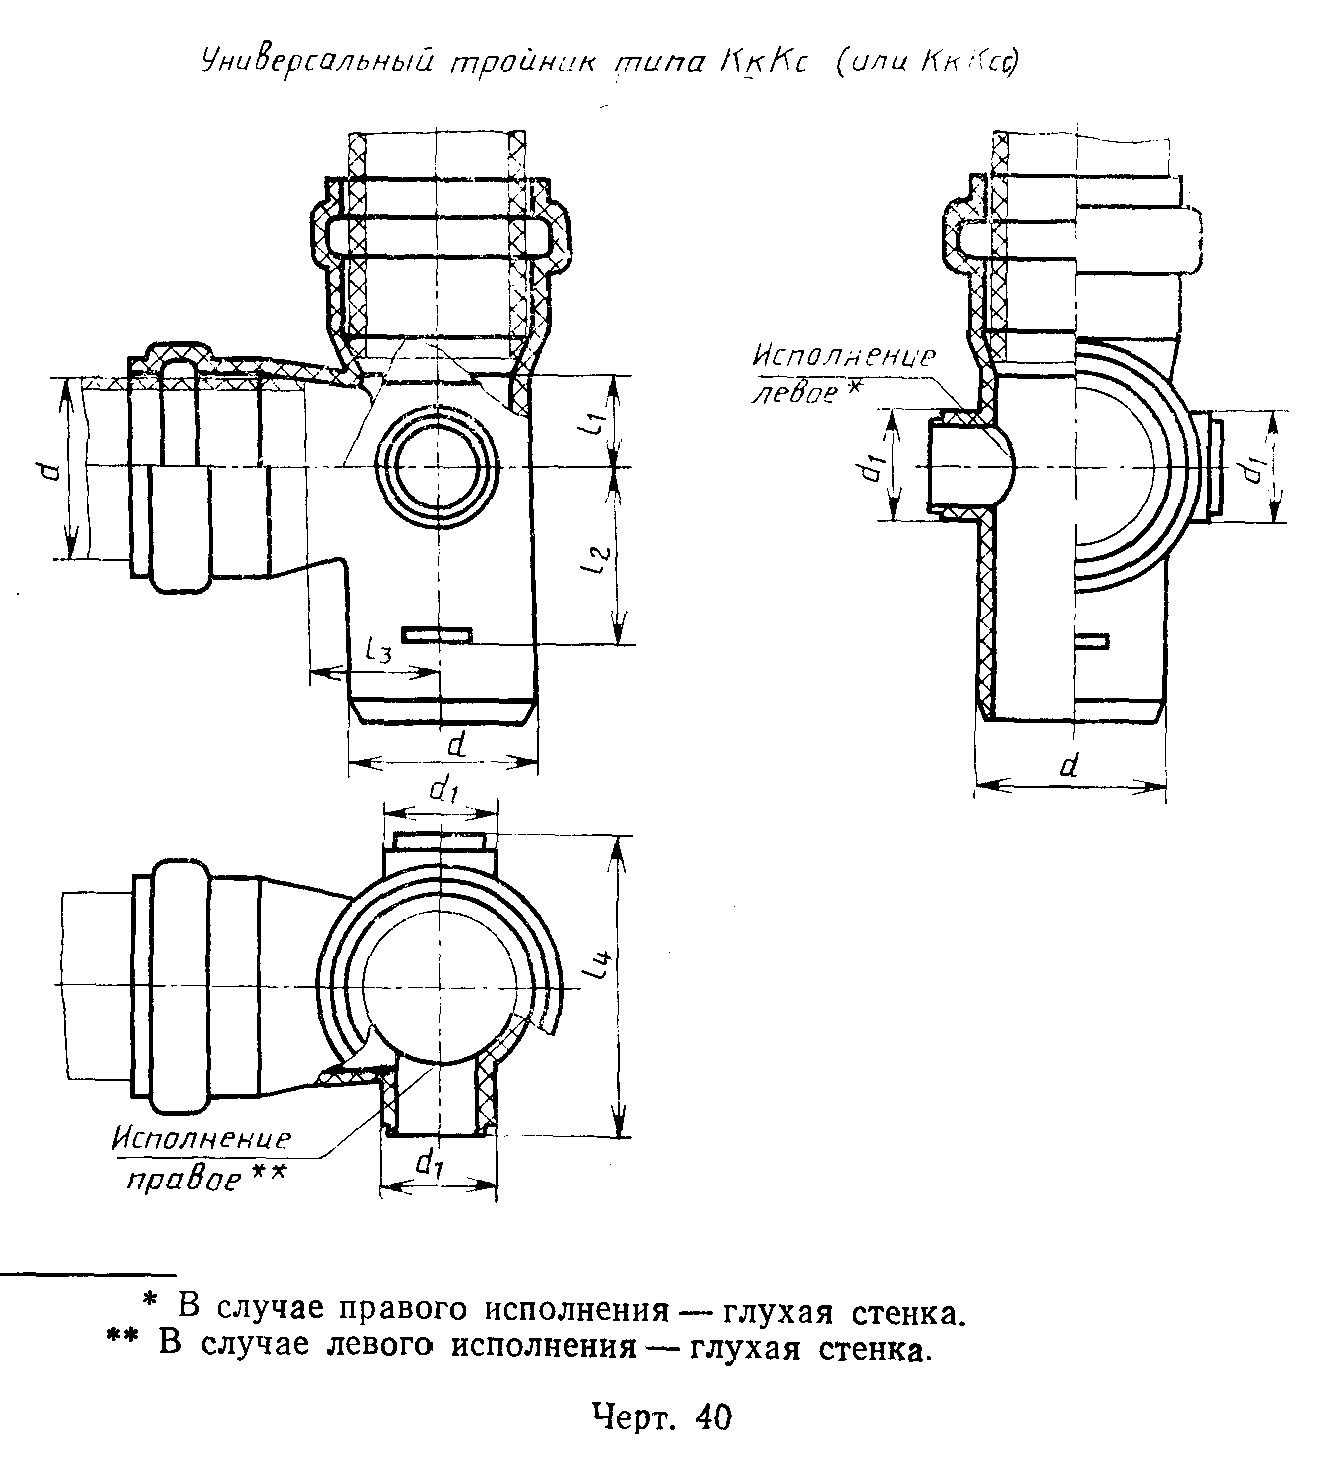 Универсальный тройник типа КкКс (или КкКсс)
Исполнение
левое *
l₁
d
d₁
d₁
l₂
l₃
d
d
d₁
l₄
Исполнение
правое **
d₁
* В случае правого исполнения — глухая стенка.
** В случае левого исполнения — глухая стенка.
Черт. 40